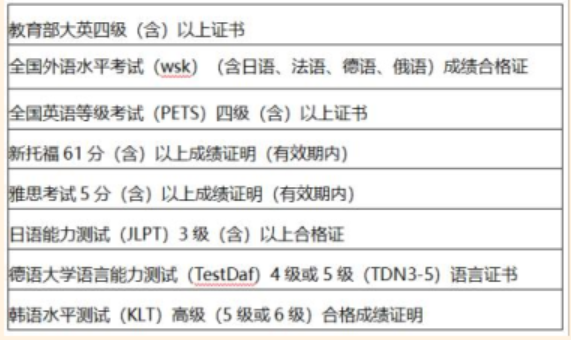 教育部大英四级（含）以上证书
全国外语水平考试（wsk）（含日语、法语、德语、俄语）成绩合格证
全国英语等级考试（PETS）四级（含）以上证书
新托福 61 分（含）以上成绩证明（有效期内）
雅思考试 5 分（含）以上成绩证明（有效期内）
日语能力测试（JLPT）3 级（含）以上合格证
德语大学语言能力测试（TestDaf）4 级或 5 级（TDN3-5）语言证书
韩语水平测试（KLT）高级（5 级或 6 级）合格成绩证明